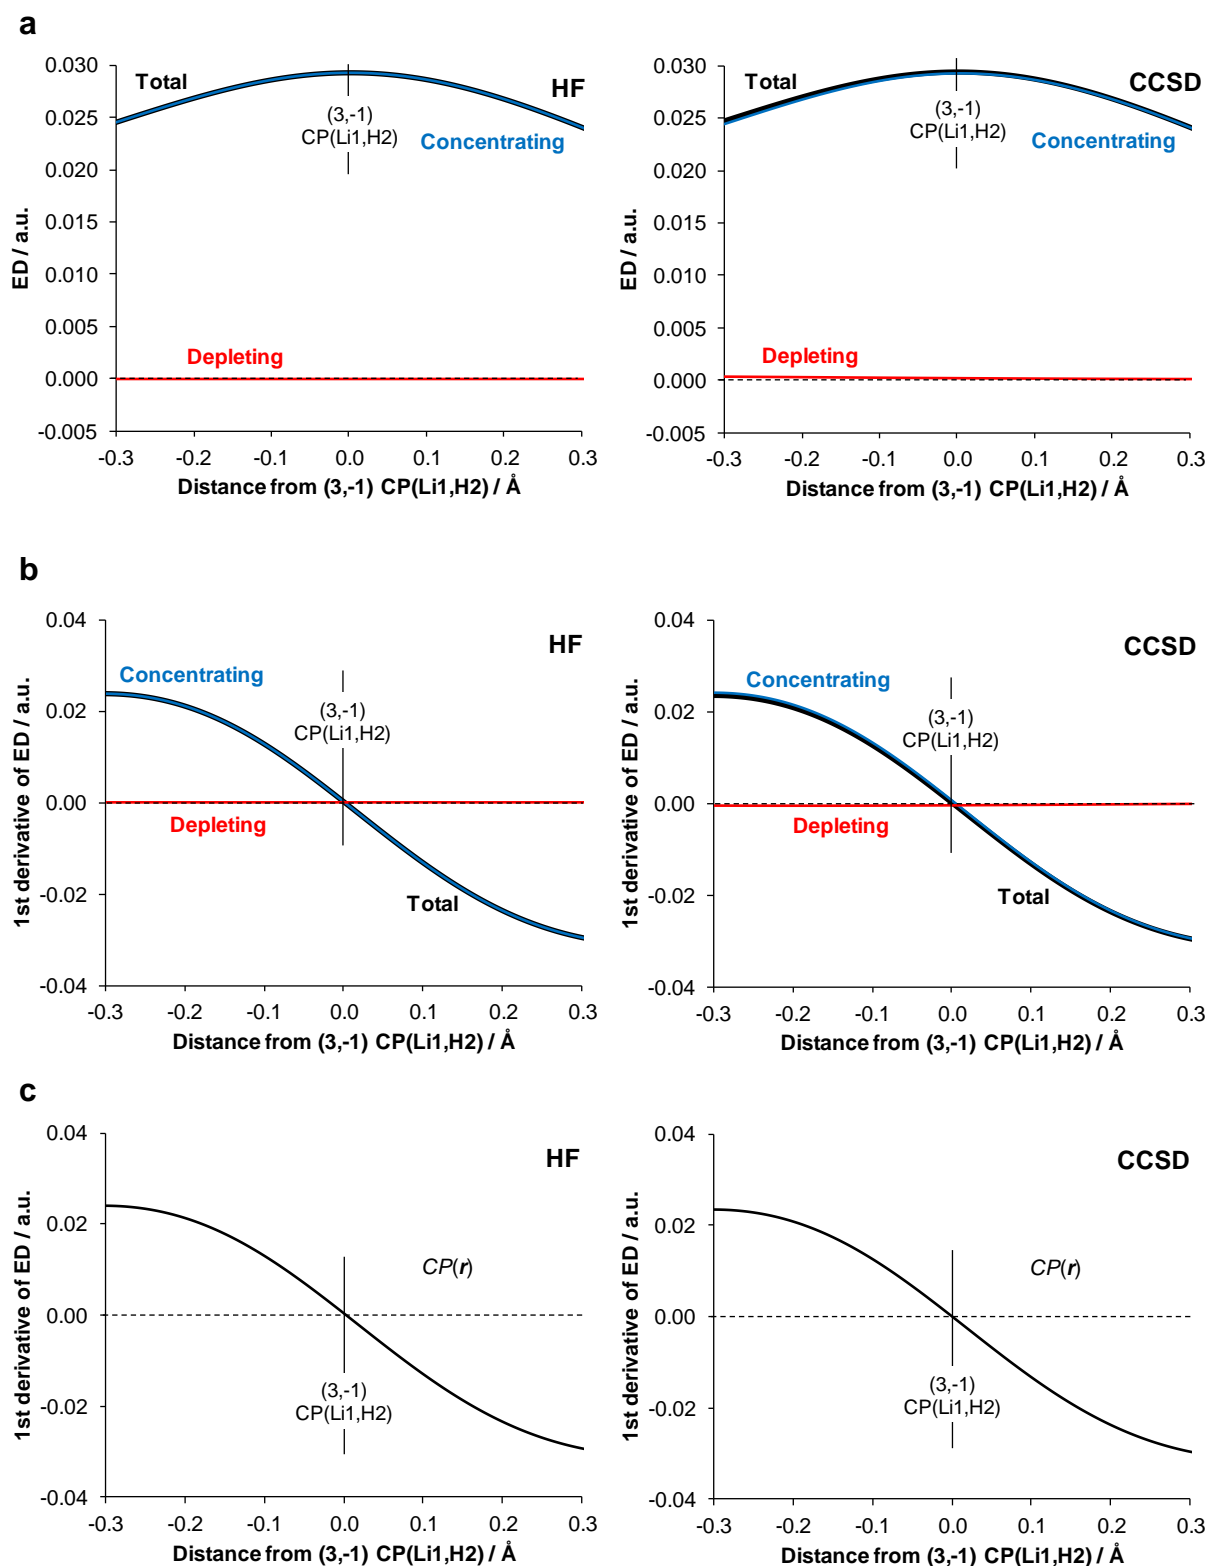 a
0.030
0.025
0.020
0.015
0.010
0.005
0.000
-0.005
ED / a.u.
Total
HF
(3,-1)
CP(Li1,H2)
Concentrating
Depleting
-0.3 -0.2 -0.1 0.0 0.1 0.2 0.3
Distance from (3,-1) CP(Li1,H2) / Å
0.030
0.025
0.020
0.015
0.010
0.005
0.000
-0.005
ED / a.u.
Total
CCSD
(3,-1)
CP(Li1,H2)
Concentrating
Depleting
-0.3 -0.2 -0.1 0.0 0.1 0.2 0.3
Distance from (3,-1) CP(Li1,H2) / Å
b
0.04
0.02
0.00
-0.02
-0.04
1st derivative of ED / a.u.
HF
Concentrating
(3,-1)
CP(Li1,H2)
Depleting
Total
-0.3 -0.2 -0.1 0.0 0.1 0.2 0.3
Distance from (3,-1) CP(Li1,H2) / Å
0.04
0.02
0.00
-0.02
-0.04
1st derivative of ED / a.u.
CCSD
Concentrating
(3,-1)
CP(Li1,H2)
Depleting
Total
-0.3 -0.2 -0.1 0.0 0.1 0.2 0.3
Distance from (3,-1) CP(Li1,H2) / Å
c
0.04
0.02
0.00
-0.02
-0.04
1st derivative of ED / a.u.
HF
CP(r)
(3,-1)
CP(Li1,H2)
-0.3 -0.2 -0.1 0.0 0.1 0.2 0.3
Distance from (3,-1) CP(Li1,H2) / Å
0.04
0.02
0.00
-0.02
-0.04
1st derivative of ED / a.u.
CCSD
CP(r)
(3,-1)
CP(Li1,H2)
-0.3 -0.2 -0.1 0.0 0.1 0.2 0.3
Distance from (3,-1) CP(Li1,H2) / Å